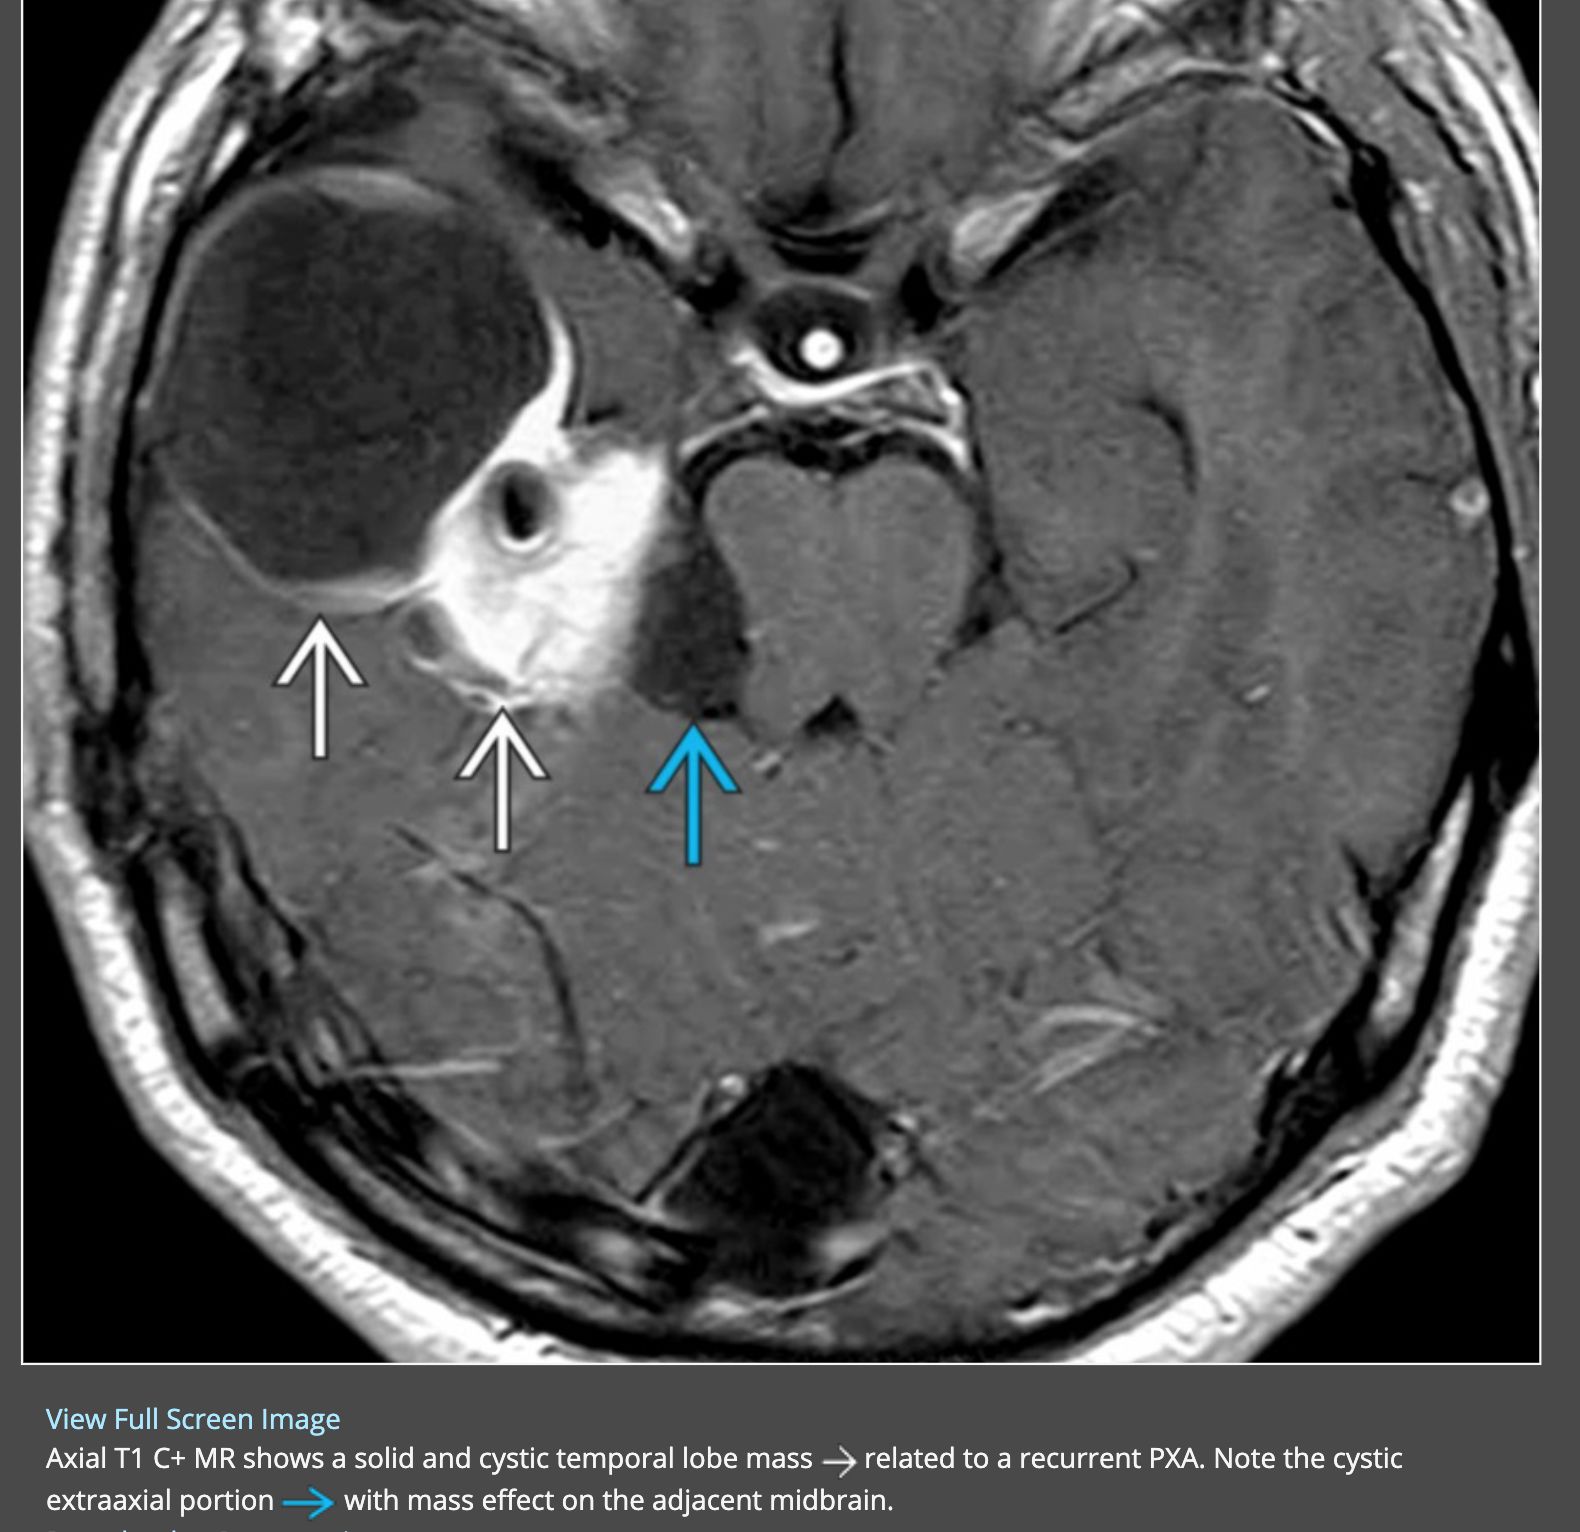 View Full Screen Image
Axial T1 C+ MR shows a solid and cystic temporal lobe mass → related to a recurrent PXA. Note the cystic
extraaxial portion → with mass effect on the adjacent midbrain.